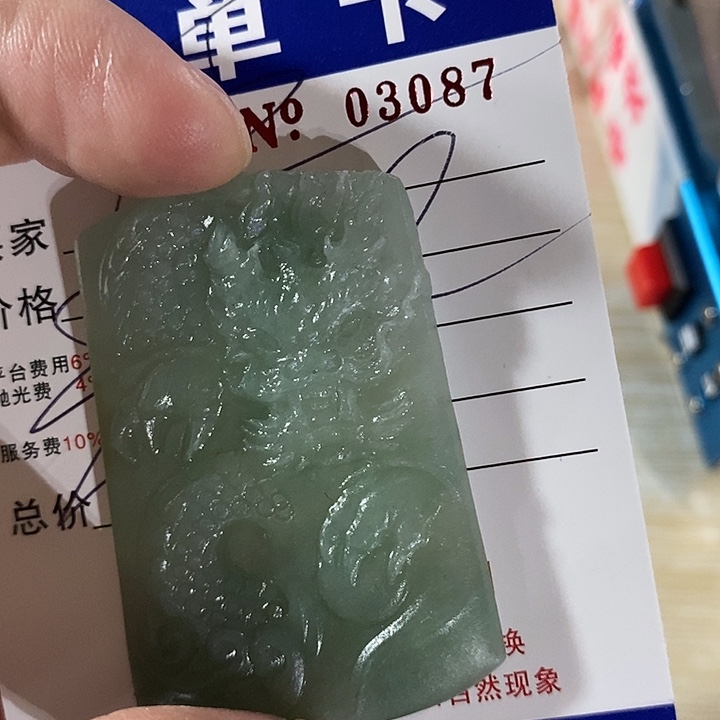 单卡
Nº 03087
家
价格
平台费用6%
抛光费 4%
服务费10%
总价
换
自然现象